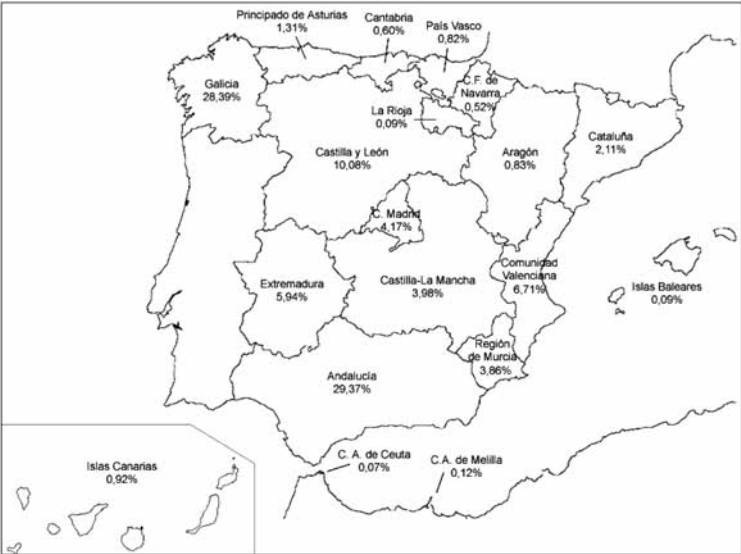 Principado de Asturias
1,31%
Cantabria
0,60%
País Vasco
0,82%
Galicia
28,39%
C.F. de
Navarra
0,52%
La Rioja
0,09%
Castilla y León
10,08%
Aragón
0,83%
Cataluña
2,11%
C. Madrid
4,17%
Extremadura
5,94%
Castilla-La Mancha
3,98%
Comunidad
Valenciana
6,71%
Islas Baleares
0,09%
Región
de Murcia
3,86%
Andalucía
29,37%
Islas Canarias
0,92%
C. A. de Ceuta
0,07%
C.A. de Melilla
0,12%